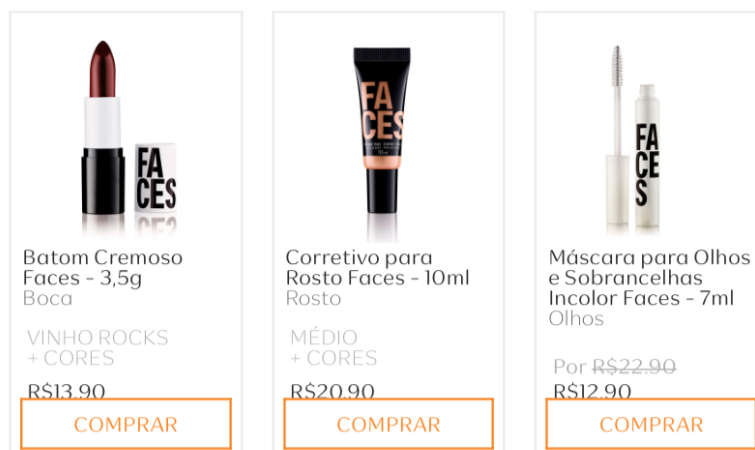 FA
CES
FA
CES
10ml
FA
CE
S
Batom Cremoso
Faces - 3,5g
Boca
VINHO ROCKS
+ CORES
R$13,90
COMPRAR
Corretivo para
Rosto Faces - 10ml
Rosto
MÉDIO
+ CORES
R$20,90
COMPRAR
Máscara para Olhos
e Sobrancelhas
Incolor Faces - 7ml
Olhos
Por R$22,90
R$12,90
COMPRAR